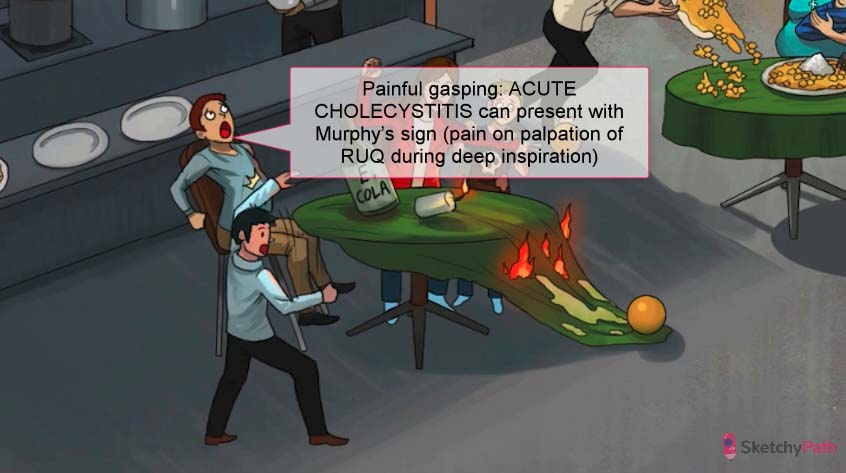 Painful gasping: ACUTE
CHOLECYSTITIS can present with
Murphy's sign (pain on palpation of
RUQ during deep inspiration)
E
COLA
SketchyPath